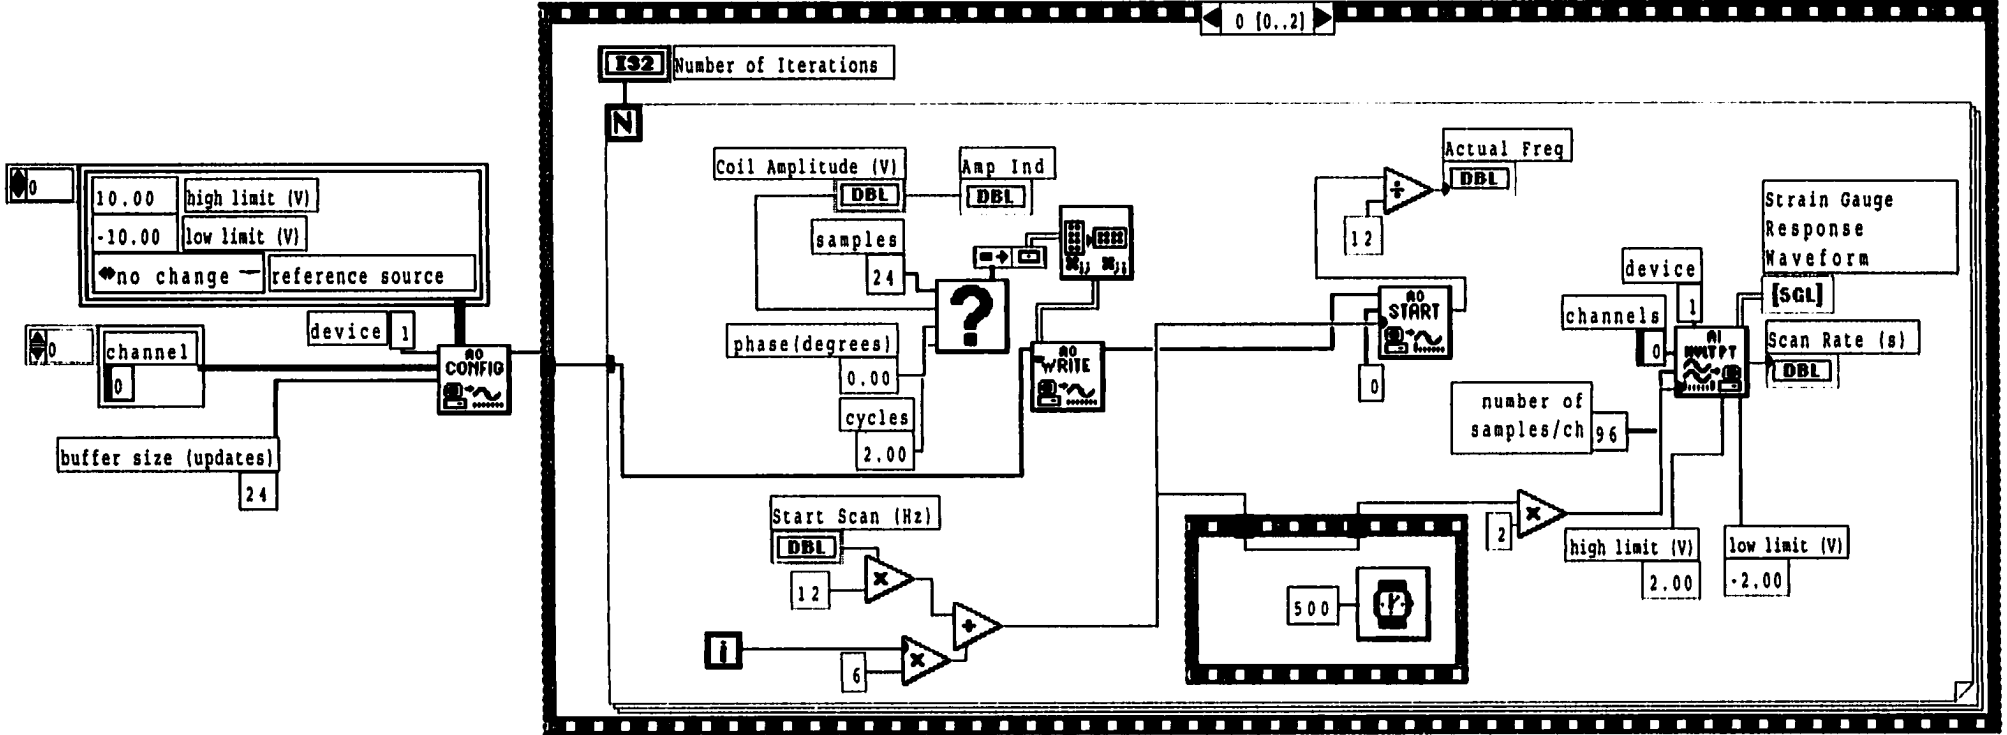 0 [0..2]
I32
Number of Iterations
N
0
10.00
high limit (V)
-10.00
low limit (V)
no change
reference source
0
channel
0
device
1
AO
CONFIG
buffer size (updates)
24
Coil Amplitude (V)
DBL
Amp Ind
DBL
samples
24
?
phase(degrees)
0.00
cycles
2.00
AO
WRITE
Start Scan (Hz)
DBL
12
×
+
i
6
×
Actual Freq
DBL
÷
12
AO
START
0
500
×
2
Strain Gauge
Response
Waveform
[SGL]
device
1
channels
0
AI
MULT PT
Scan Rate (s)
DBL
number of
samples/ch
96
high limit (V)
2.00
low limit (V)
-2.00